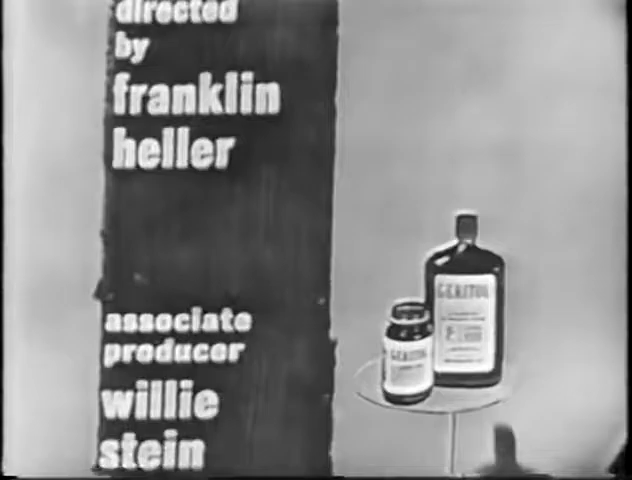 directed
by
franklin
heller
associate
producer
willie
stein
GERITOL
GERITOL